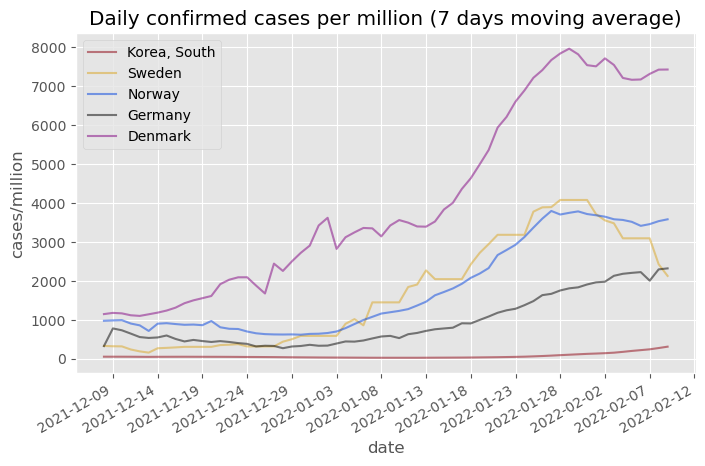 Daily confirmed cases per million (7 days moving average)
Korea, South
Sweden
Norway
Germany
Denmark
8000
7000
6000
5000
4000
3000
2000
1000
0
cases/million
2021-12-09
2021-12-14
2021-12-19
2021-12-24
2021-12-29
2022-01-03
2022-01-08
2022-01-13
2022-01-18
2022-01-23
2022-01-28
2022-02-02
2022-02-07
2022-02-12
date